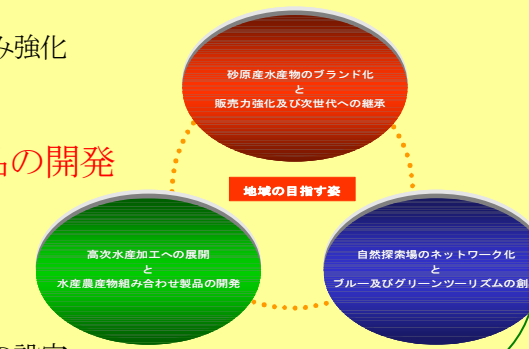 み強化
砂原産水産物のブランド化
と
販売力強化及び次世代への継承
品の開発
地域の目指す姿
高次水産加工への展開
と
水産農産物組み合わせ製品の開発
自然探索場のネットワーク化
と
ブルー及びグリーンツーリズムの創